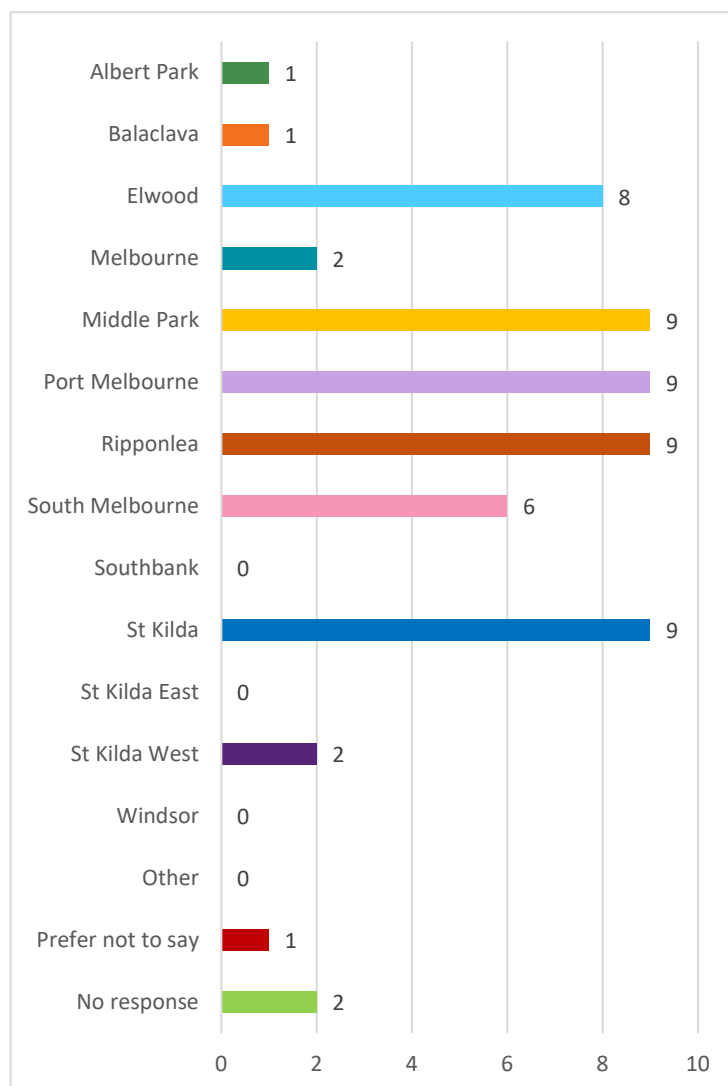 Albert Park 1
Balaclava 1
Elwood 8
Melbourne 2
Middle Park 9
Port Melbourne 9
Ripponlea 9
South Melbourne 6
Southbank 0
St Kilda 9
St Kilda East 0
St Kilda West 2
Windsor 0
Other 0
Prefer not to say 1
No response 2
0 2 4 6 8 10